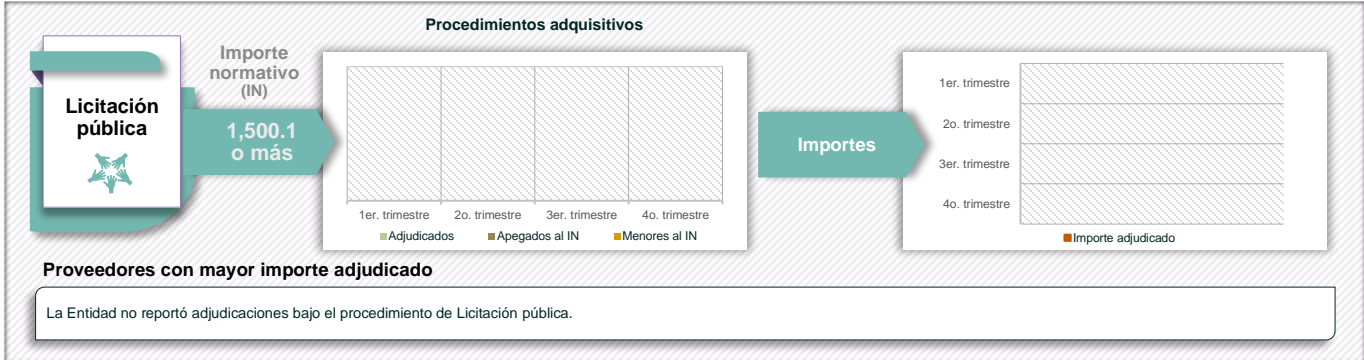 Procedimientos adquisitivos
Licitación
pública
Importe
normativo
(IN)
1,500.1
o más
1er. trimestre 2o. trimestre 3er. trimestre 4o. trimestre
Adjudicados Apegados al IN Menores al IN
Importes
1er. trimestre
2o. trimestre
3er. trimestre
4o. trimestre
Importe adjudicado
Proveedores con mayor importe adjudicado
La Entidad no reportó adjudicaciones bajo el procedimiento de Licitación pública.